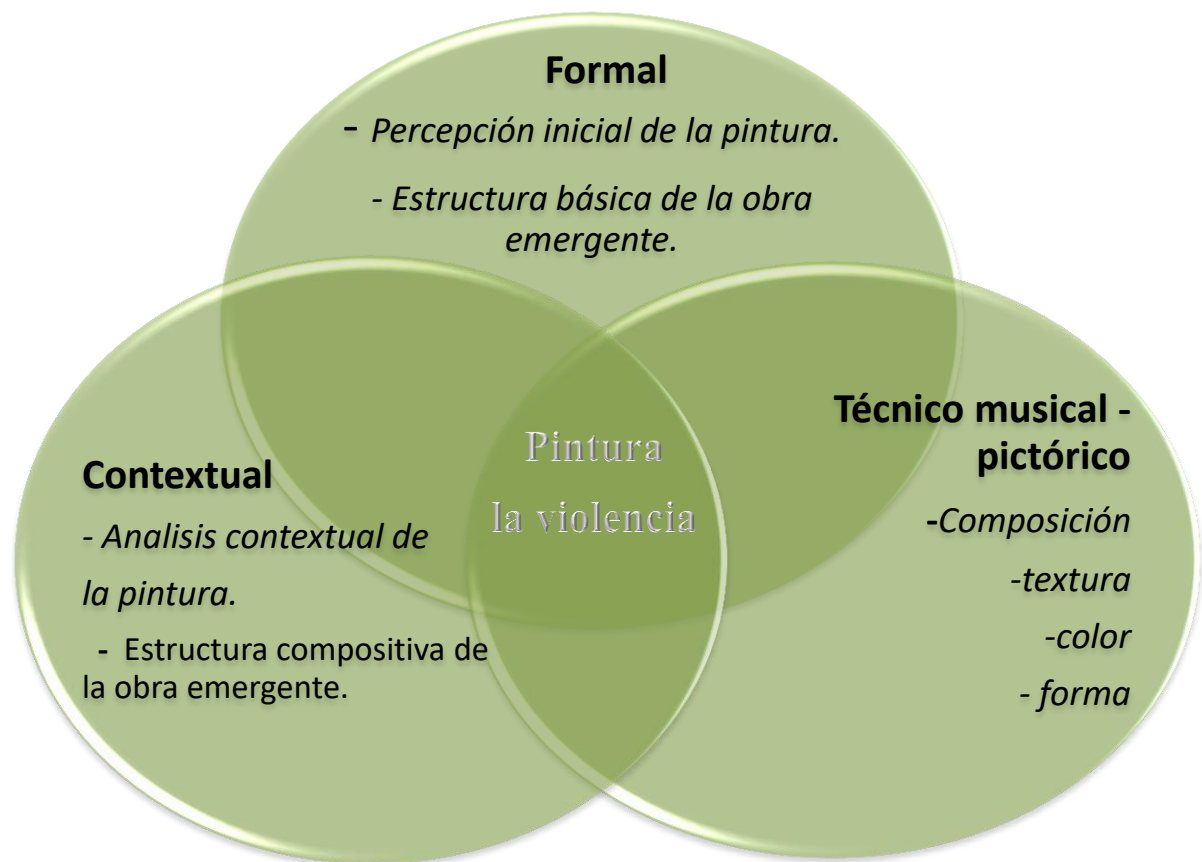 Formal
- Percepción inicial de la pintura.
- Estructura básica de la obra
emergente.
Técnico musical -
pictórico
-Composición
-textura
-color
- forma
Pintura
la violencia
Contextual
- Analisis contextual de
la pintura.
- Estructura compositiva de
la obra emergente.